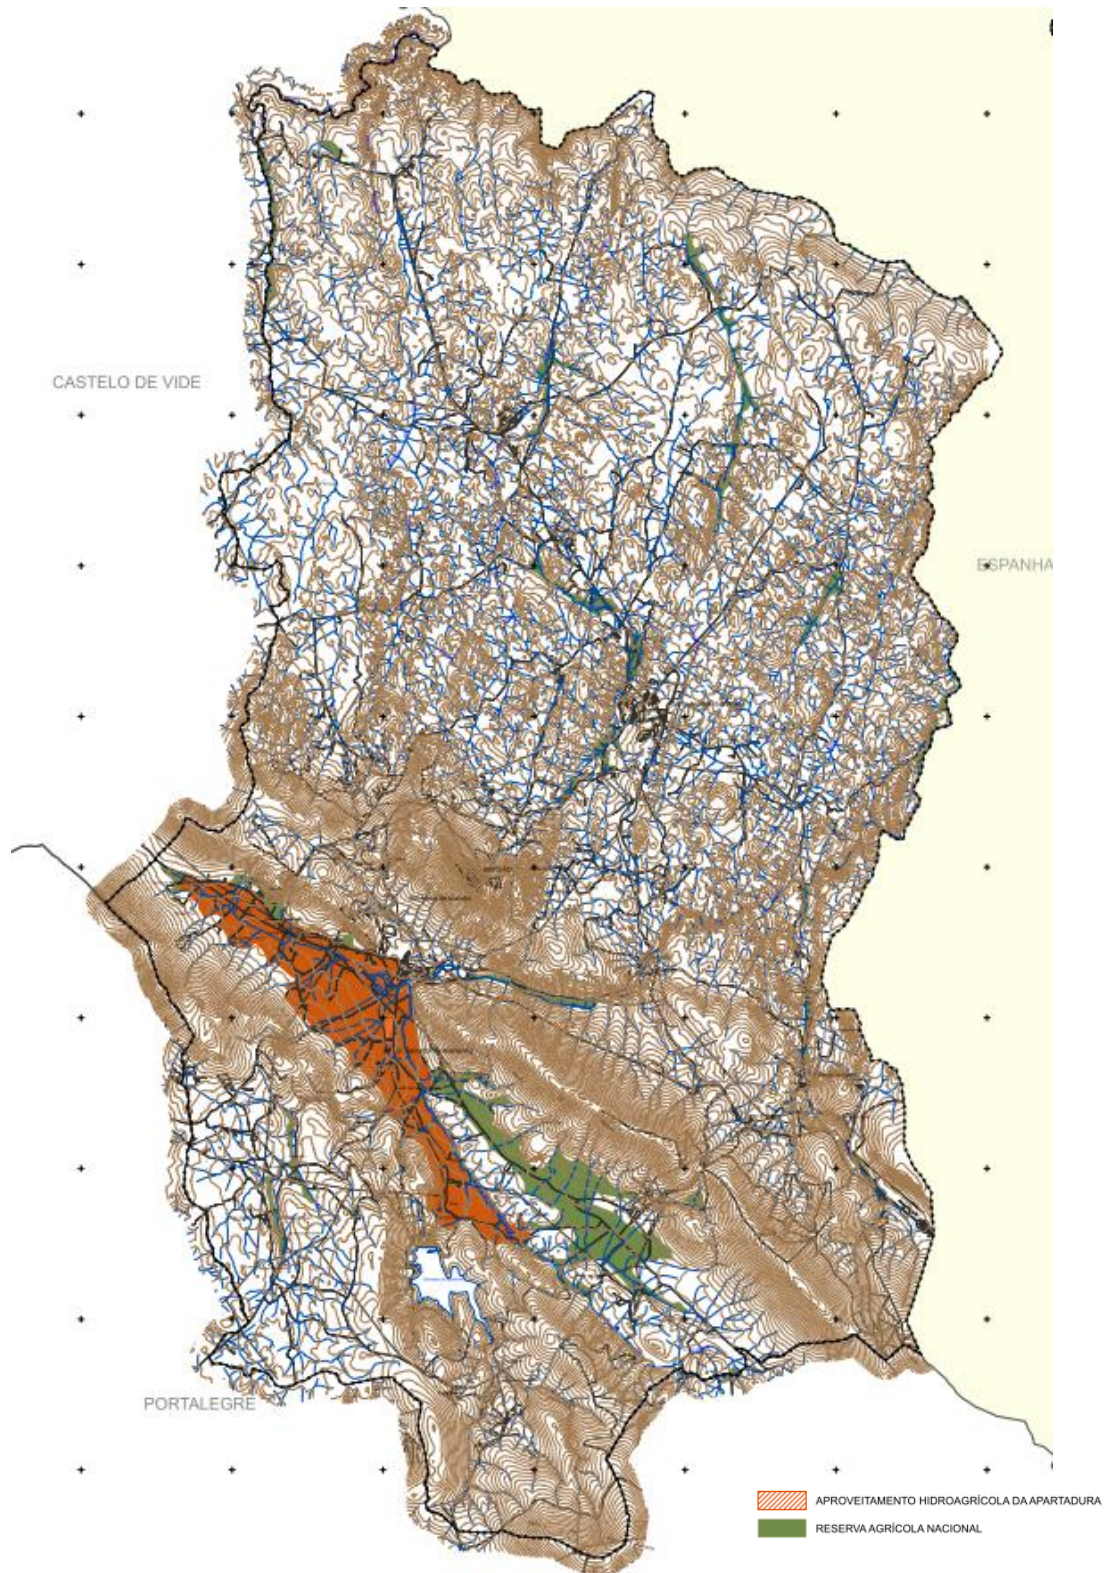 CASTELO DE VIDE
ESPANHA
PORTALEGRE
APROVEITAMENTO HIDROAGRÍCOLA DA APARTADURA
RESERVA AGRÍCOLA NACIONAL